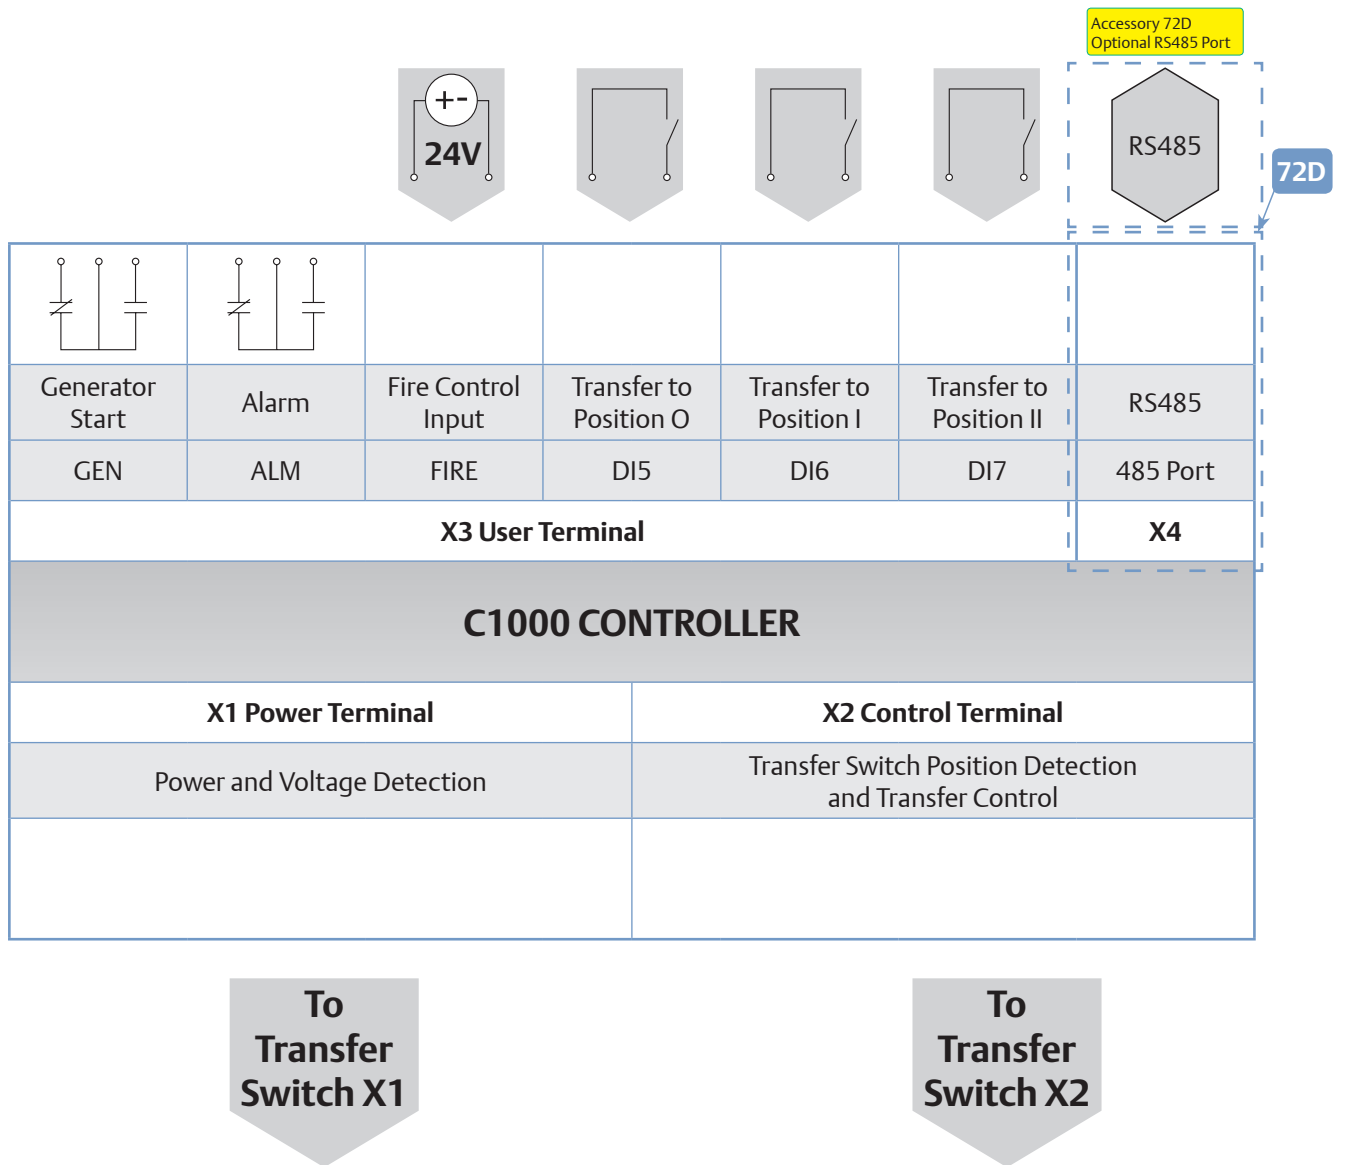 Accessory 72D
Optional RS485 Port
+-
24V
RS485
72D
Generator
Start
Alarm
Fire Control
Input
Transfer to
Position O
Transfer to
Position I
Transfer to
Position II
RS485
GEN
ALM
FIRE
DI5
DI6
DI7
485 Port
X3 User Terminal
X4
C1000 CONTROLLER
X1 Power Terminal
X2 Control Terminal
Power and Voltage Detection
Transfer Switch Position Detection
and Transfer Control
To
Transfer
Switch X1
To
Transfer
Switch X2